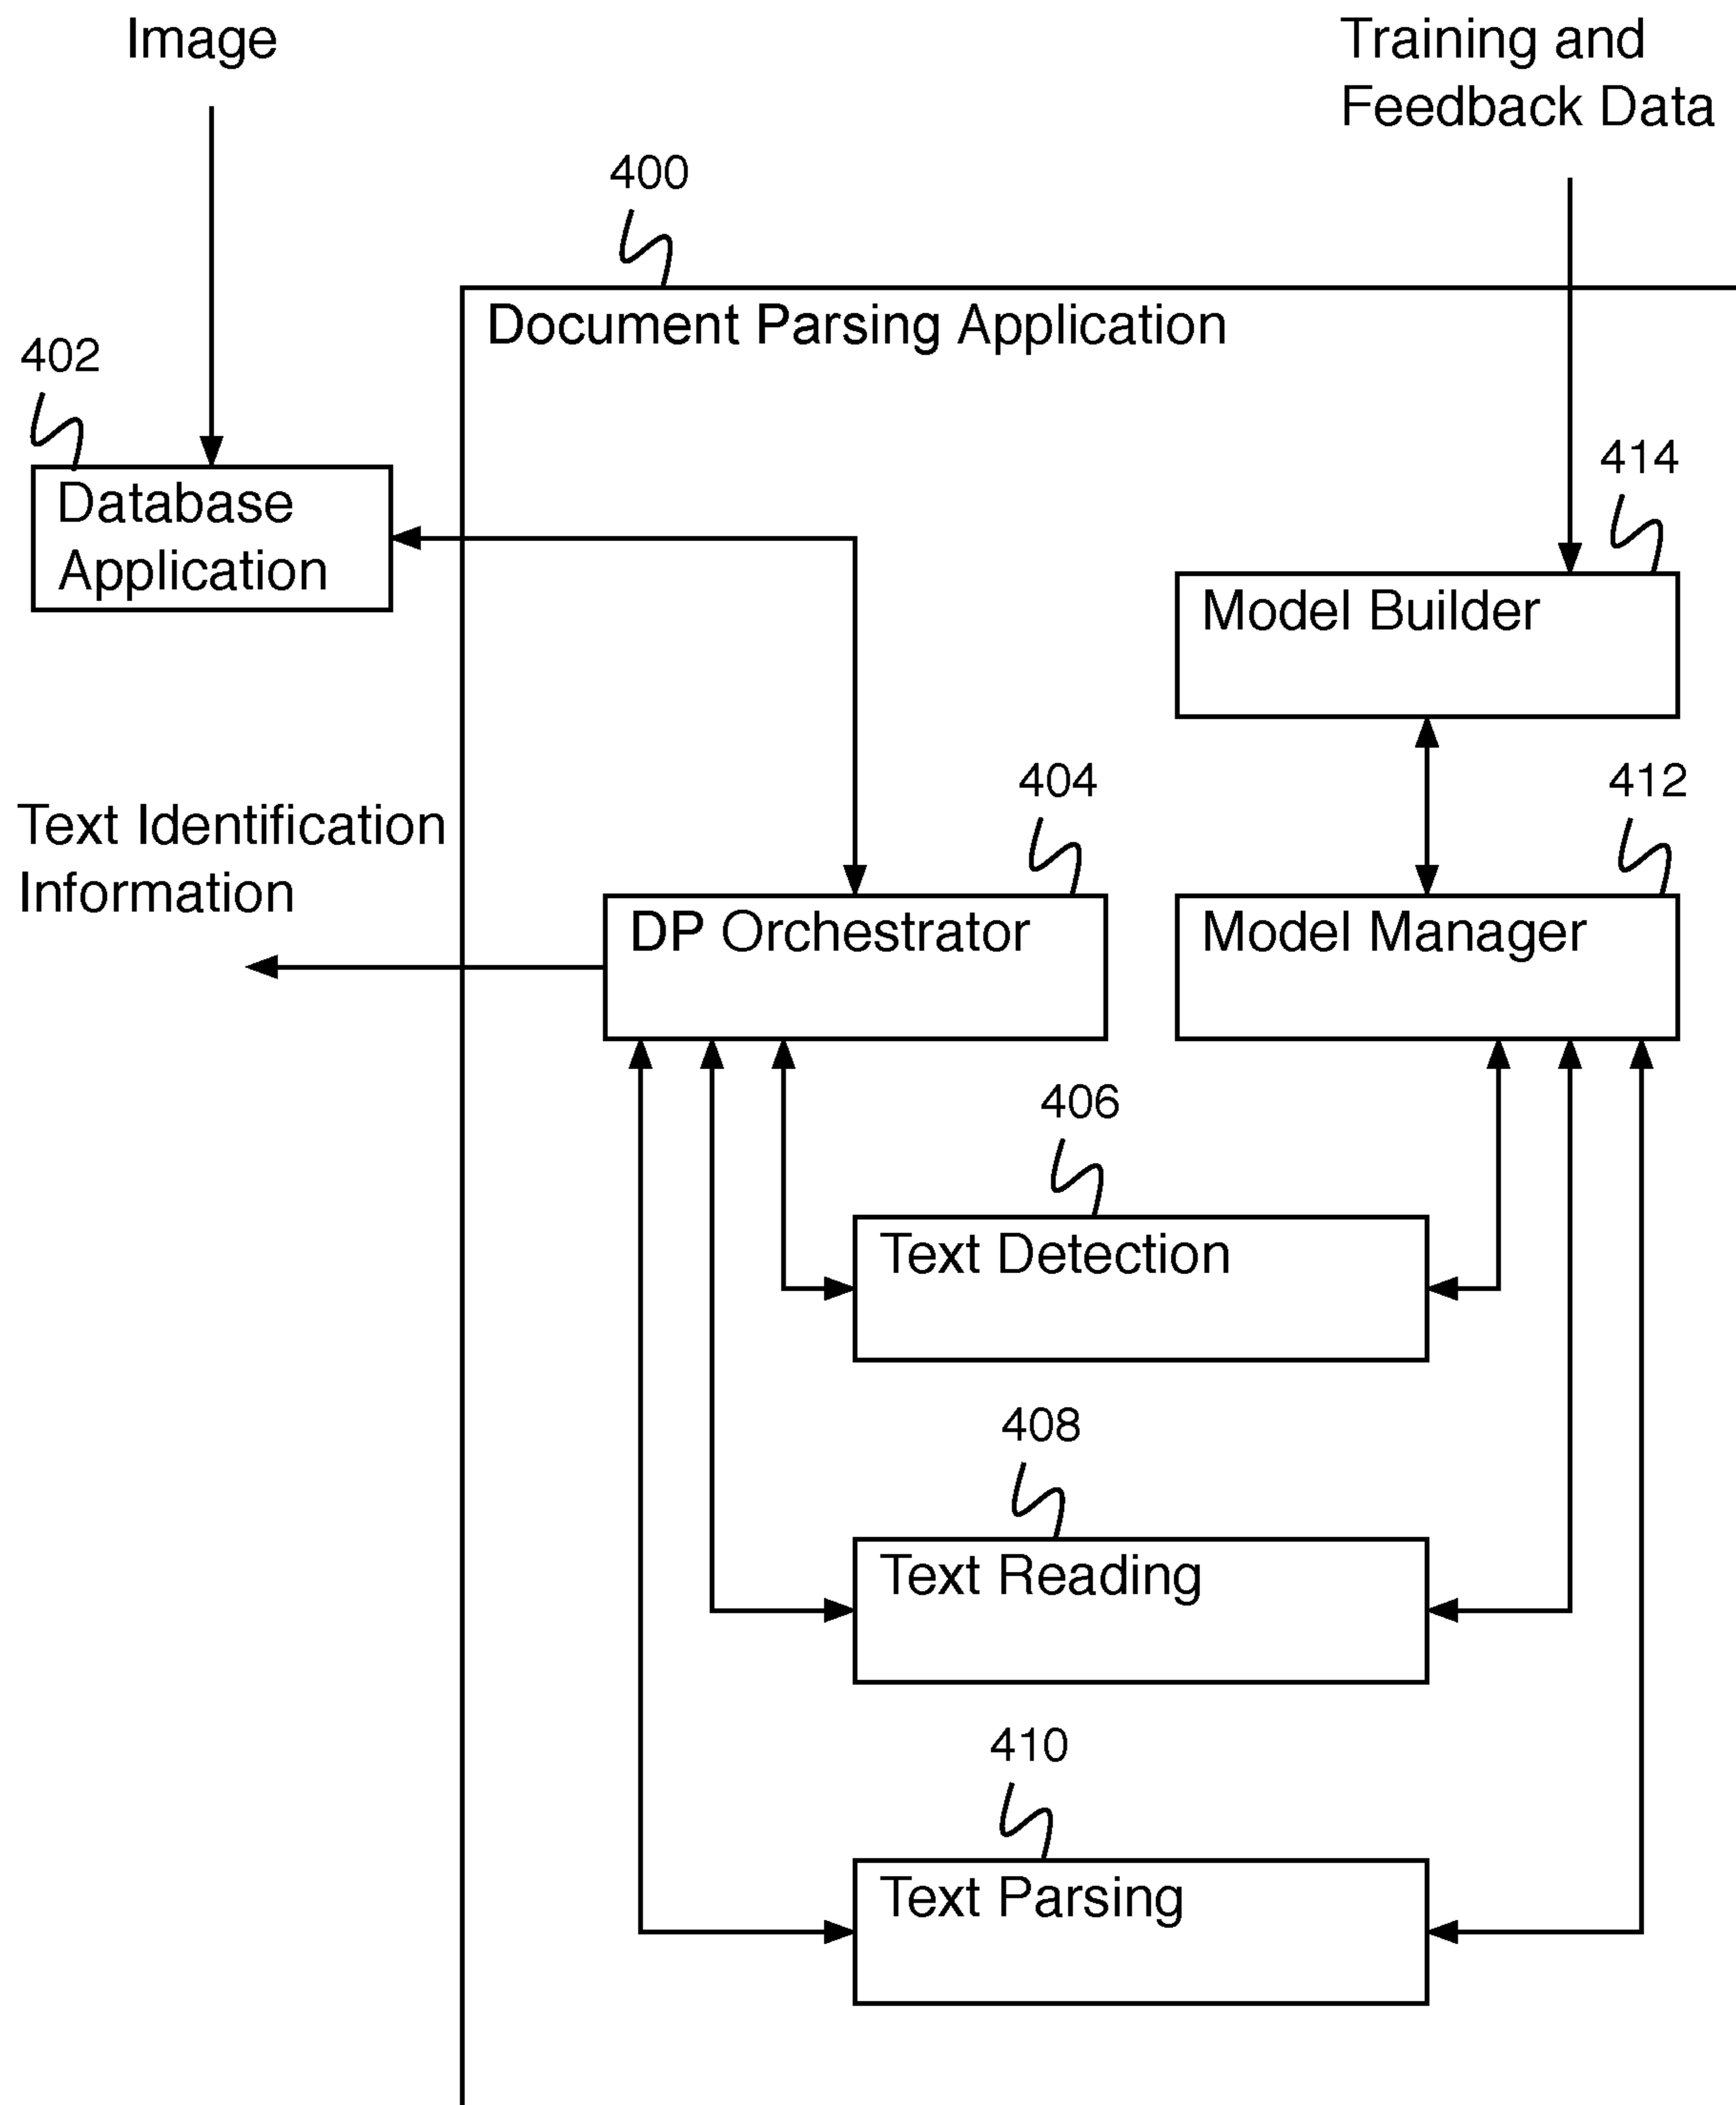 Image
Training and
Feedback Data
400
Document Parsing Application
402
Database
Application
414
Model Builder
404
412
Text Identification
Information
DP Orchestrator
Model Manager
406
Text Detection
408
Text Reading
410
Text Parsing